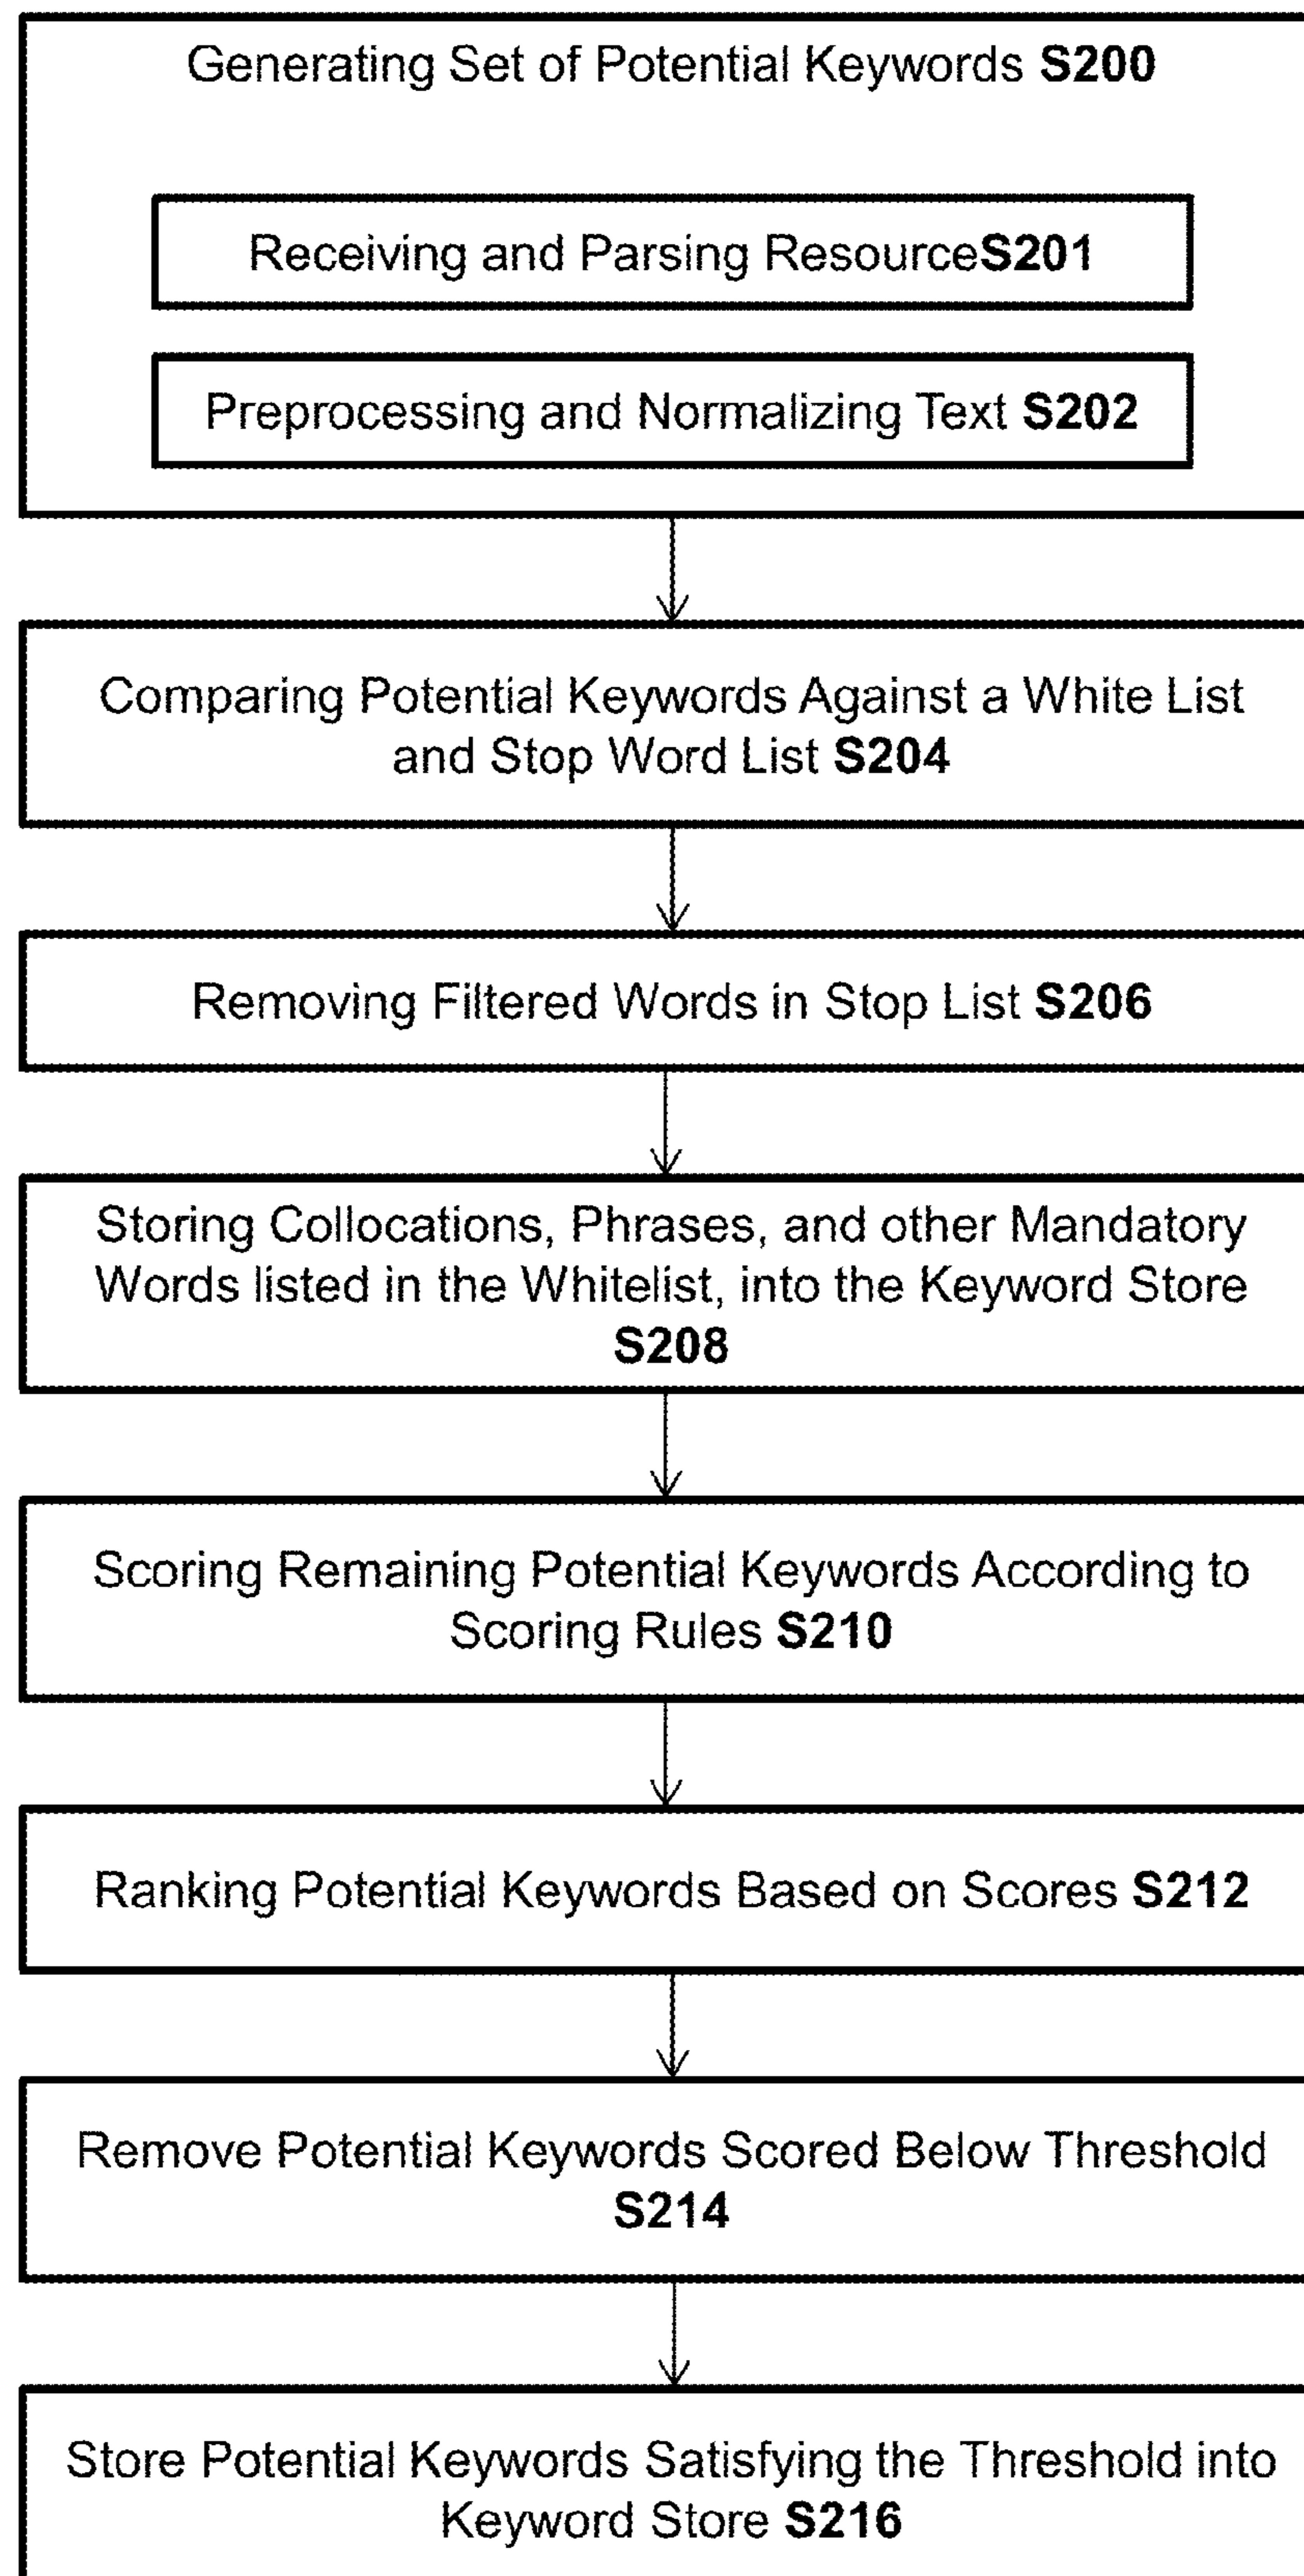 Generating Set of Potential Keywords S200
Receiving and Parsing ResourceS201
Preprocessing and Normalizing Text S202
Comparing Potential Keywords Against a White List
and Stop Word List S204
Removing Filtered Words in Stop List S206
Storing Collocations, Phrases, and other Mandatory
Words listed in the Whitelist, into the Keyword Store
S208
Scoring Remaining Potential Keywords According to
Scoring Rules S210
Ranking Potential Keywords Based on Scores S212
Remove Potential Keywords Scored Below Threshold
S214
Store Potential Keywords Satisfying the Threshold into
Keyword Store S216